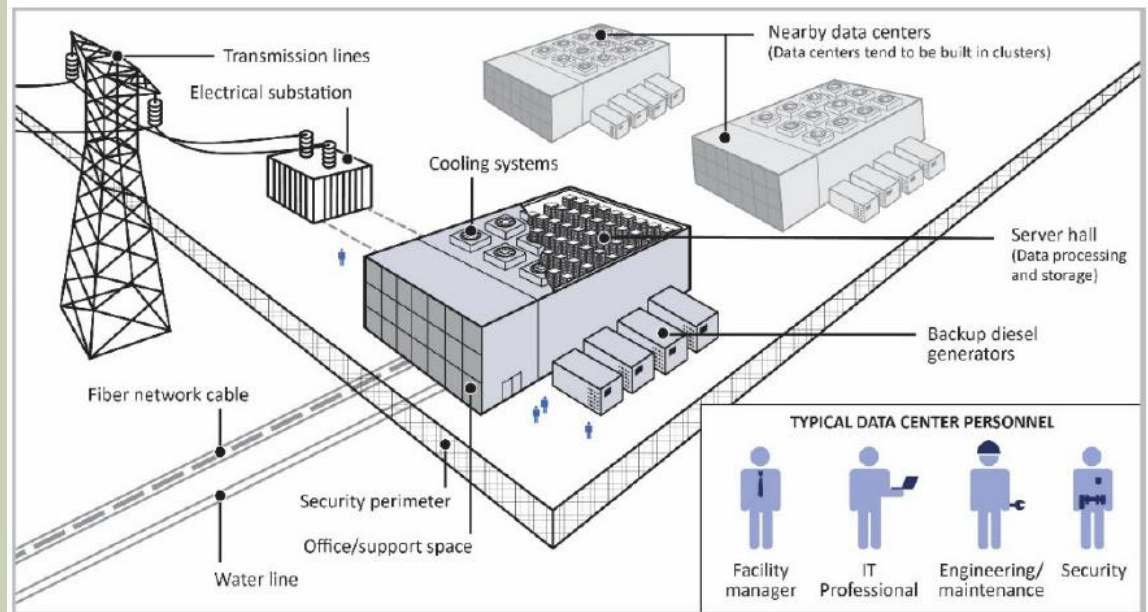 Transmission lines
Electrical substation
Nearby data centers
(Data centers tend to be built in clusters)
Cooling systems
Server hall
(Data processing
and storage)
Backup diesel
generators
Fiber network cable
Security perimeter
Office/support space
Water line
TYPICAL DATA CENTER PERSONNEL
Facility
manager
IT
Professional
Engineering/
maintenance
Security